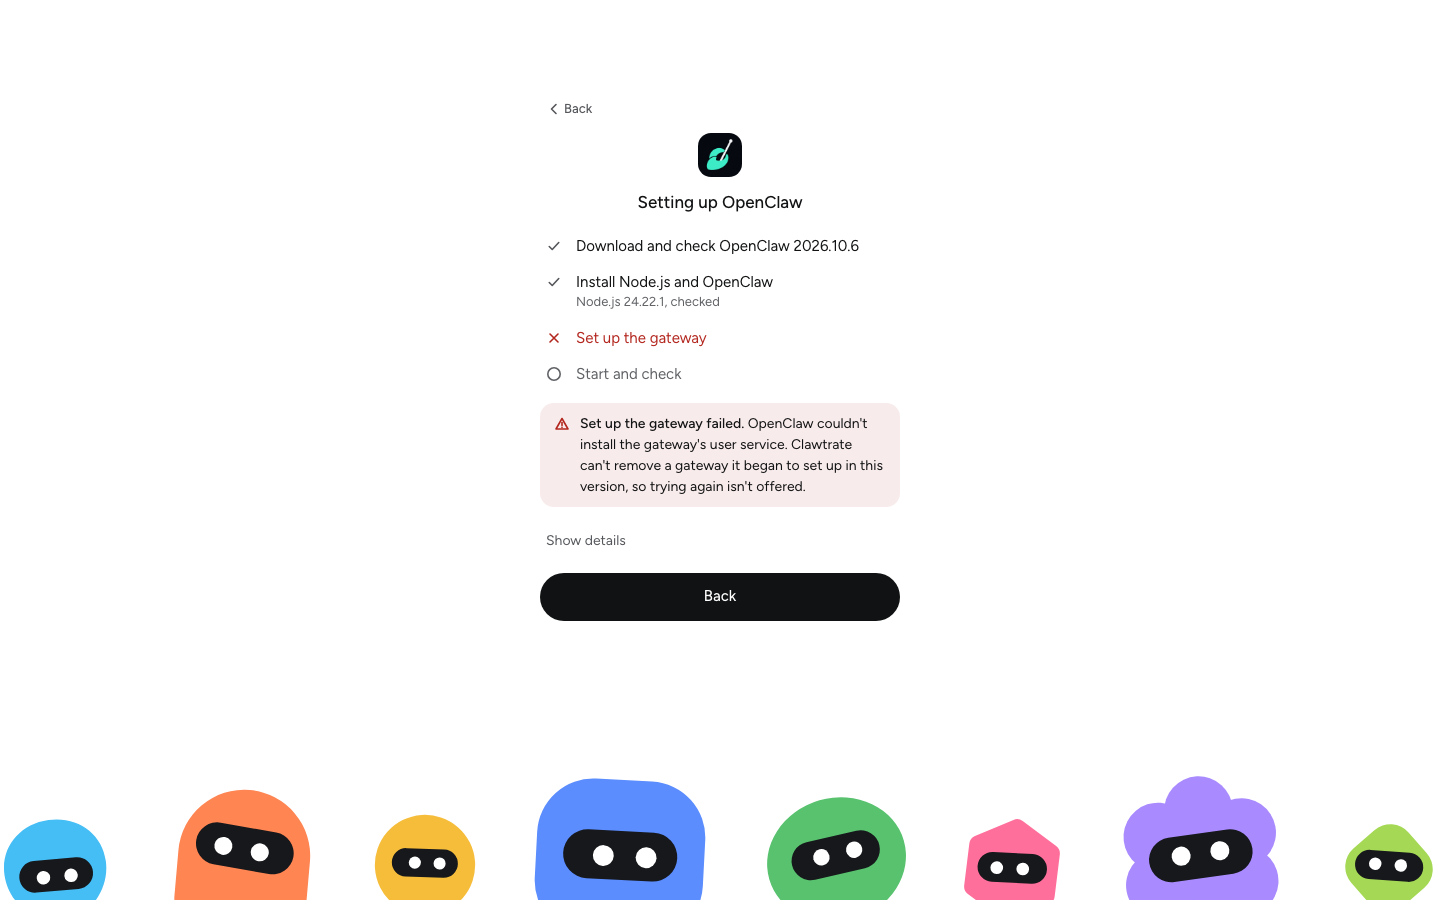 Back
Setting up OpenClaw
Download and check OpenClaw 2026.10.6
Install Node.js and OpenClaw
Node.js 24.22.1, checked
Set up the gateway
Start and check
Set up the gateway failed. OpenClaw couldn't
install the gateway's user service. Clawtrate
can't remove a gateway it began to set up in this
version, so trying again isn't offered.
Show details
Back